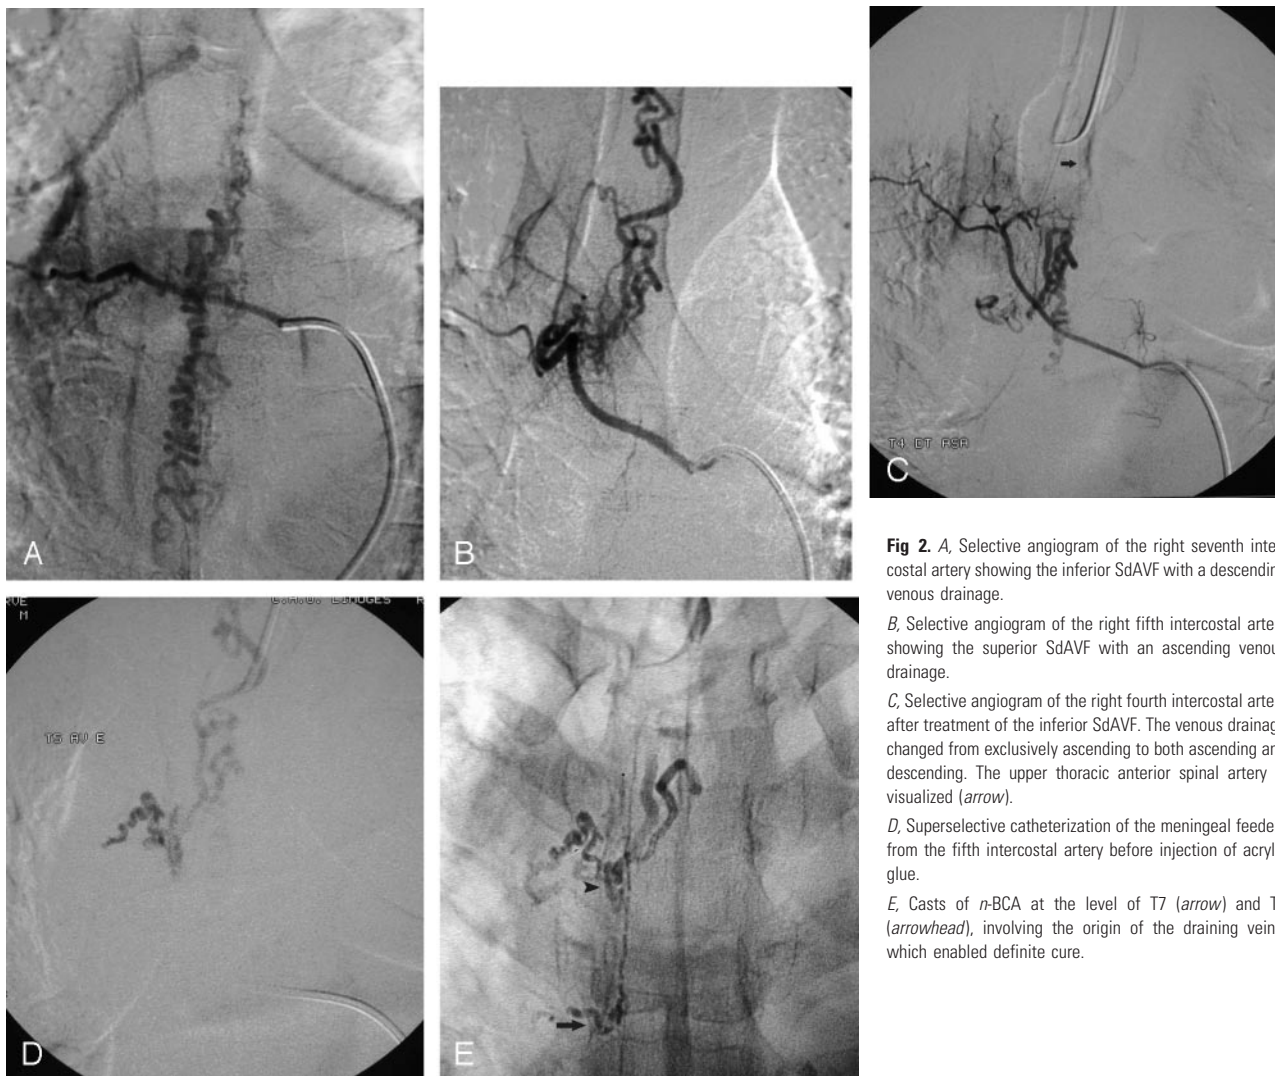 A
B
T4 DT ASA
C
RVE
M
C.H.U. LIMOGES
T5 AV E
D
E
Fig 2. A, Selective angiogram of the right seventh inte
costal artery showing the inferior SdAVF with a descendin
venous drainage.
B, Selective angiogram of the right fifth intercostal arte
showing the superior SdAVF with an ascending venou
drainage.
C, Selective angiogram of the right fourth intercostal arte
after treatment of the inferior SdAVF. The venous drainag
changed from exclusively ascending to both ascending an
descending. The upper thoracic anterior spinal artery
visualized (arrow).
D, Superselective catheterization of the meningeal feede
from the fifth intercostal artery before injection of acryl
glue.
E, Casts of n-BCA at the level of T7 (arrow) and T
(arrowhead), involving the origin of the draining vein
which enabled definite cure.